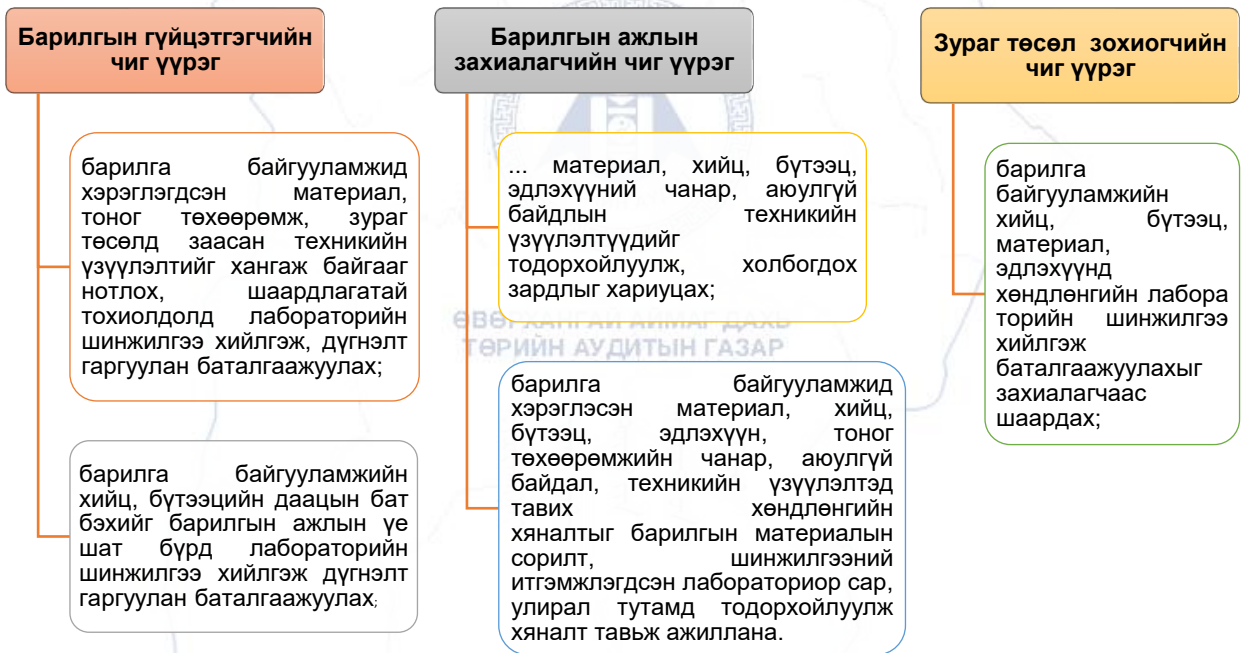 Барилгын гүйцэтгэгчийн
чиг үүрэг
барилга байгууламжид
хэрэглэгдсэн материал,
тоног төхөөрөмж, зураг
төсөлд заасан техникийн
үзүүлэлтийг хангаж байгааг
нотлох, шаардлагатай
тохиолдолд лабораторийн
шинжилгээ хийлгэж, дүгнэлт
гаргуулан баталгаажуулах;
барилга байгууламжийн
хийц, бүтээцийн даацын бат
бэхийг барилгын ажлын үе
шат бүрд лабораторийн
шинжилгээ хийлгэж дүгнэлт
гаргуулан баталгаажуулах;
Барилгын ажлын
захиалагчийн чиг үүрэг
... материал, хийц, бүтээц,
эдлэхүүний чанар, аюулгүй
байдлын техникийн
үзүүлэлтүүдийг
тодорхойлуулж, холбогдох
зардлыг хариуцах;
ӨВӨРХАНГАЙ АЙМАГ ДАХЬ
ТӨРИЙН АУДИТЫН ГАЗАР
барилга байгууламжид
хэрэглэсэн материал, хийц,
бүтээц, эдлэхүүн, тоног
төхөөрөмжийн чанар, аюулгүй
байдал, техникийн үзүүлэлтэд
тавих хөндлөнгийн
хяналтыг барилгын материалын
сорилт, шинжилгээний
итгэмжлэгдсэн лабораториор сар,
улирал тутамд тодорхойлуулж
хяналт тавьж ажиллана.
Зураг төсөл зохиогчийн
чиг үүрэг
барилга
байгууламжийн
хийц, бүтээц,
материал,
эдлэхүүнд
хөндлөнгийн лабора
торийн шинжилгээ
хийлгэж
баталгаажуулахыг
захиалагчаас
шаардах;